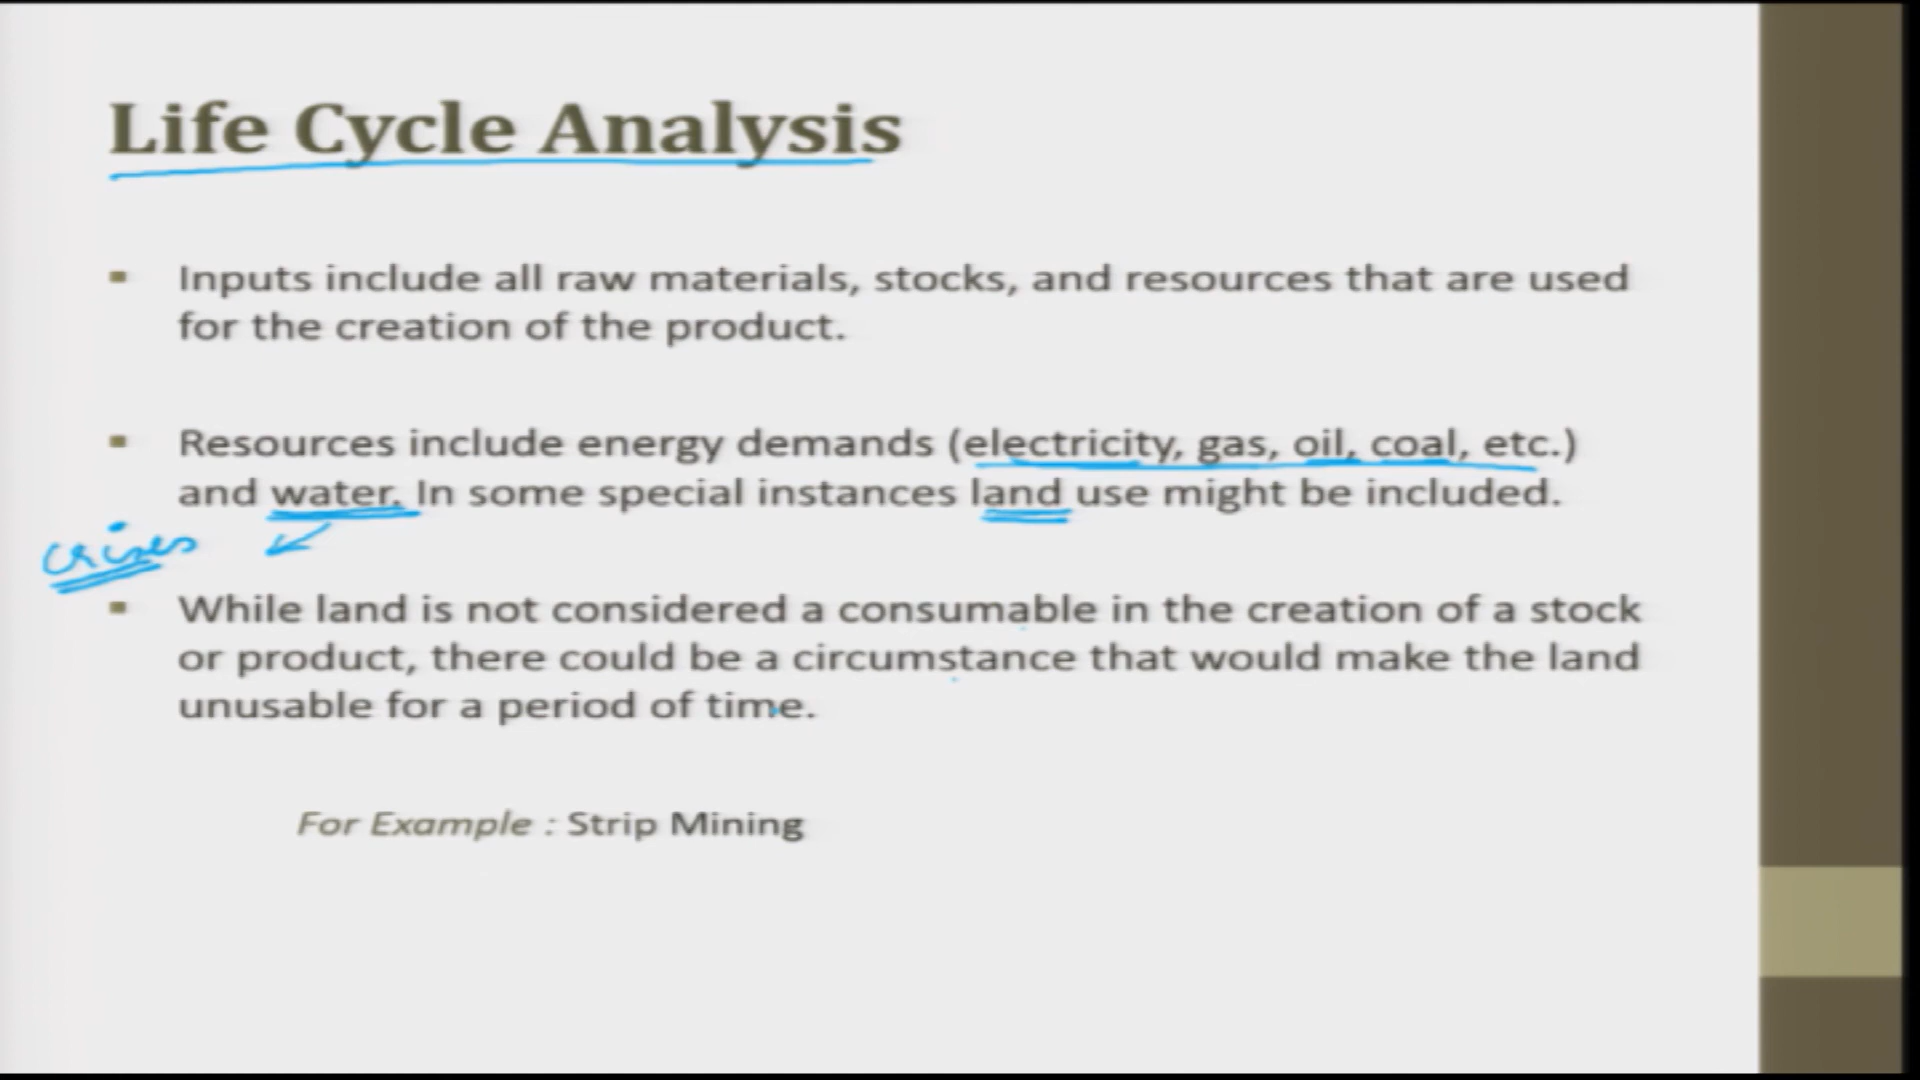 Life Cycle Analysis
Inputs include all raw materials, stocks, and resources that are used
for the creation of the product.
Resources include energy demands (electricity, gas, oil, coal, etc.)
and water. In some special instances land use might be included.
crises
While land is not considered a consumable in the creation of a stock
or product, there could be a circumstance that would make the land
unusable for a period of time.
For Example : Strip Mining